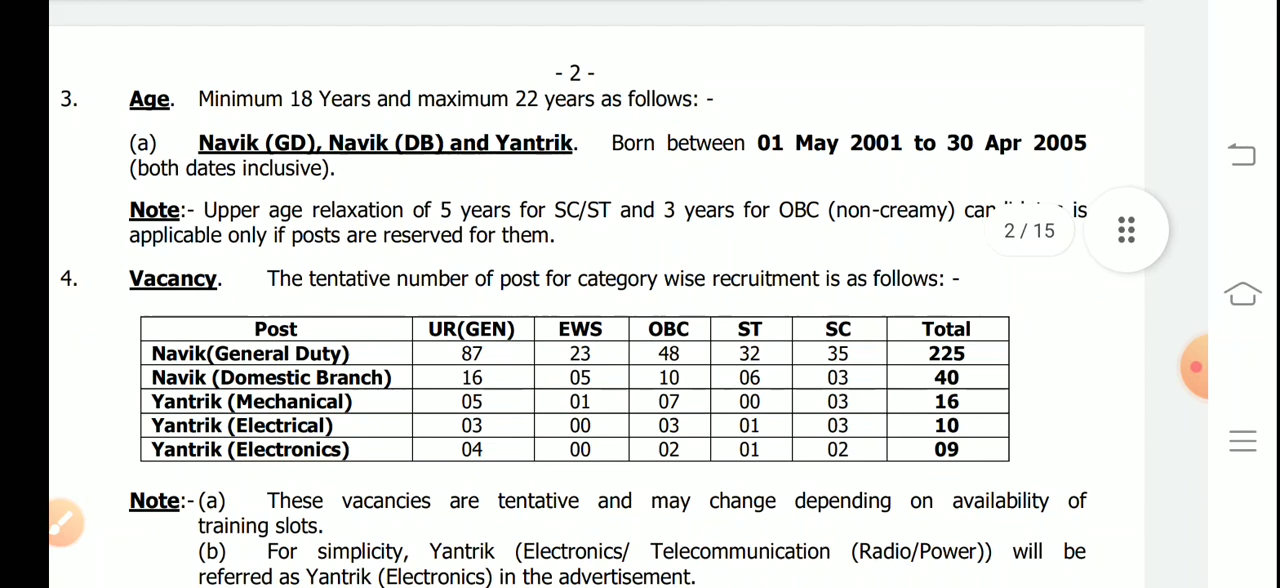 - 2 -
3. Age. Minimum 18 Years and maximum 22 years as follows: -
(a) Navik (GD), Navik (DB) and Yantrik. Born between 01 May 2001 to 30 Apr 2005
(both dates inclusive).
Note:- Upper age relaxation of 5 years for SC/ST and 3 years for OBC (non-creamy) is
applicable only if posts are reserved for them.
2 / 15
4. Vacancy. The tentative number of post for category wise recruitment is as follows: -
Post UR(GEN) EWS OBC ST SC Total
Navik(General Duty) 87 23 48 32 35 225
Navik (Domestic Branch) 16 05 10 06 03 40
Yantrik (Mechanical) 05 01 07 00 03 16
Yantrik (Electrical) 03 00 03 01 03 10
Yantrik (Electronics) 04 00 02 01 02 09
Note:- (a) These vacancies are tentative and may change depending on availability of
training slots.
(b) For simplicity, Yantrik (Electronics/ Telecommunication (Radio/Power)) will be
referred as Yantrik (Electronics) in the advertisement.